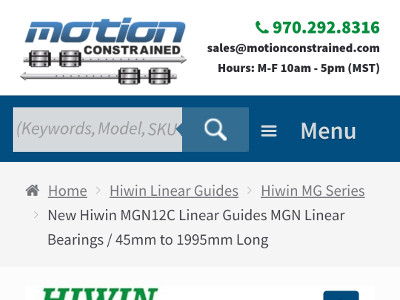 motion
CONSTRAINED
970.292.8316
sales@motionconstrained.com
Hours: M-F 10am - 5pm (MST)
(Keywords, Model, SKU
Menu
Home > Hiwin Linear Guides > Hiwin MG Series
> New Hiwin MGN12C Linear Guides MGN Linear
Bearings / 45mm to 1995mm Long
HIWIN